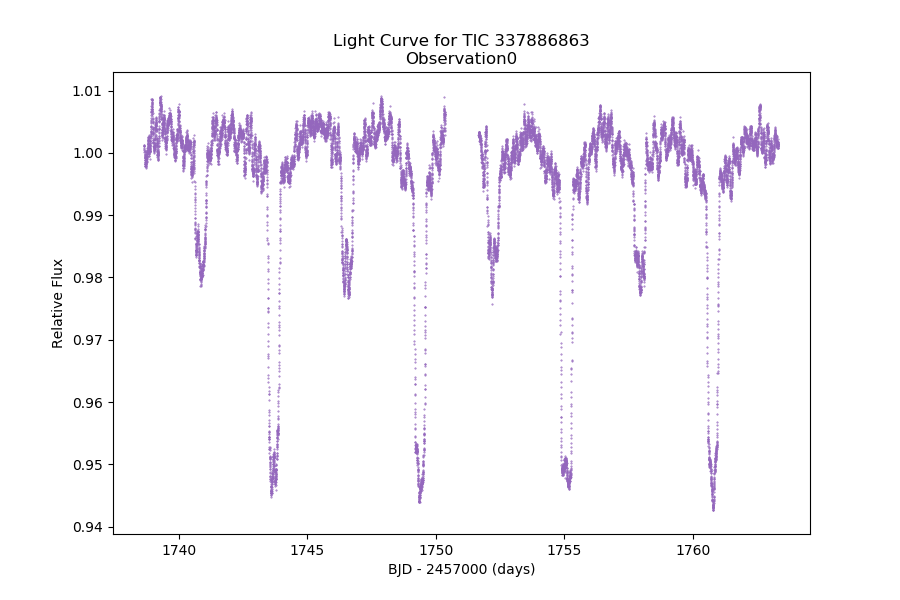 Light Curve for TIC 337886863
Observation0
1.01
1.00
0.99
0.98
0.97
0.96
0.95
0.94
Relative Flux
1740 1745 1750 1755 1760
BJD - 2457000 (days)